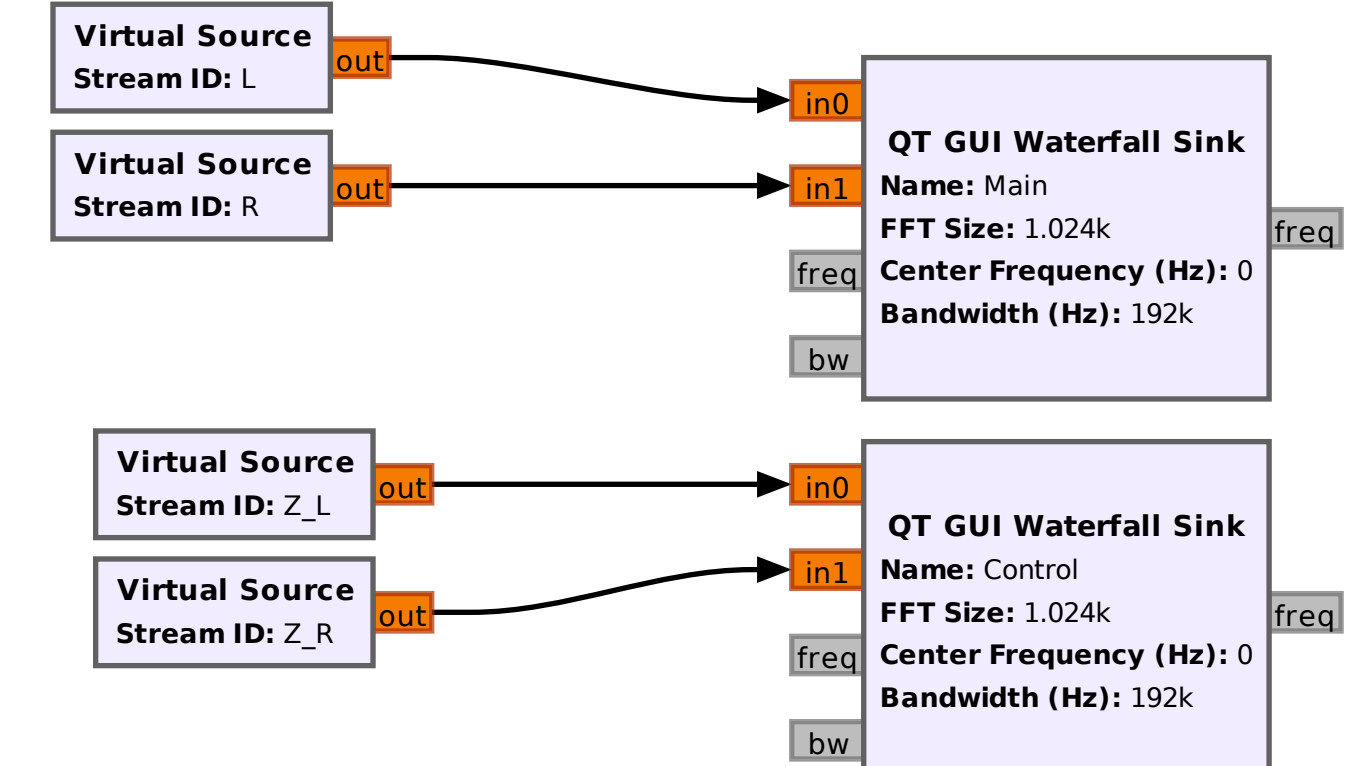 Virtual Source
Stream ID: L
out
Virtual Source
Stream ID: R
out
in0
in1
freq
bw
QT GUI Waterfall Sink
Name: Main
FFT Size: 1.024k
Center Frequency (Hz): 0
Bandwidth (Hz): 192k
freq
Virtual Source
Stream ID: Z_L
out
Virtual Source
Stream ID: Z_R
out
in0
in1
freq
bw
QT GUI Waterfall Sink
Name: Control
FFT Size: 1.024k
Center Frequency (Hz): 0
Bandwidth (Hz): 192k
freq